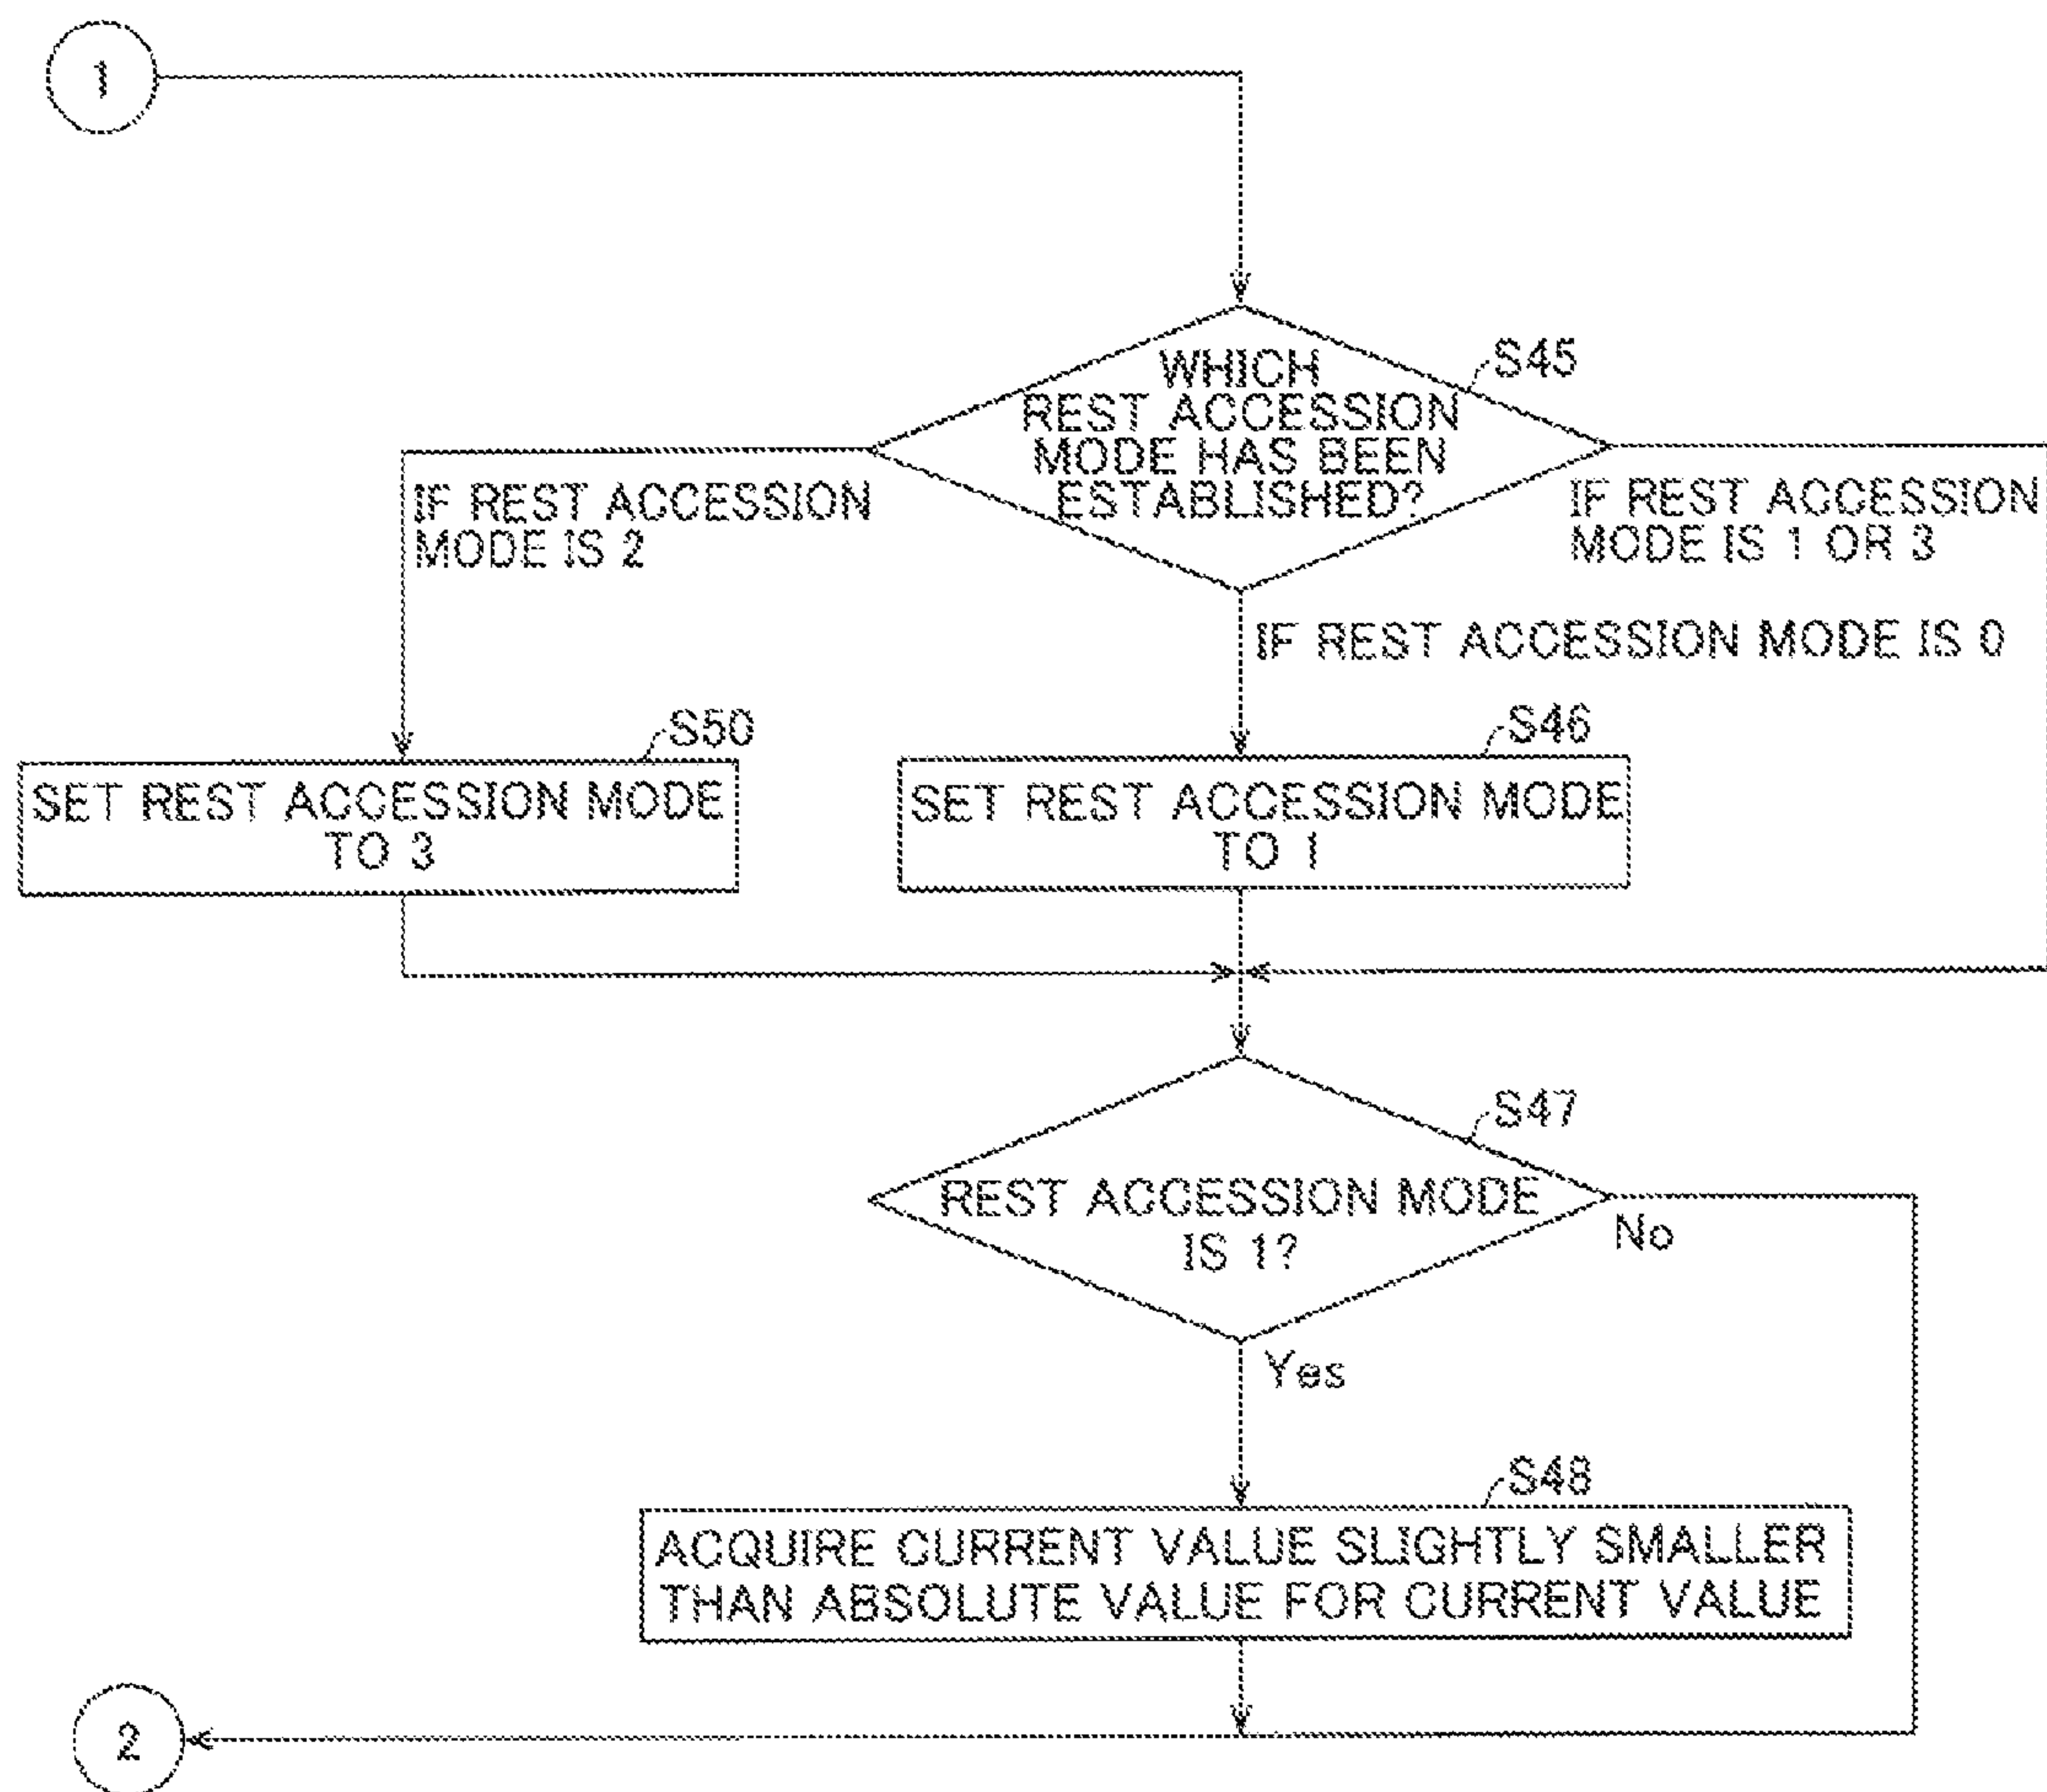 1
S45
WHICH
REST ACCESSION
MODE HAS BEEN
ESTABLISHED?
IF REST ACCESSION
MODE IS 2
IF REST ACCESSION
MODE IS 1 OR 3
IF REST ACCESSION MODE IS 0
S50
SET REST ACCESSION MODE
TO 3
S46
SET REST ACCESSION MODE
TO 1
S47
REST ACCESSION MODE
IS 1?
No
Yes
S48
ACQUIRE CURRENT VALUE SLIGHTLY SMALLER
THAN ABSOLUTE VALUE FOR CURRENT VALUE
2